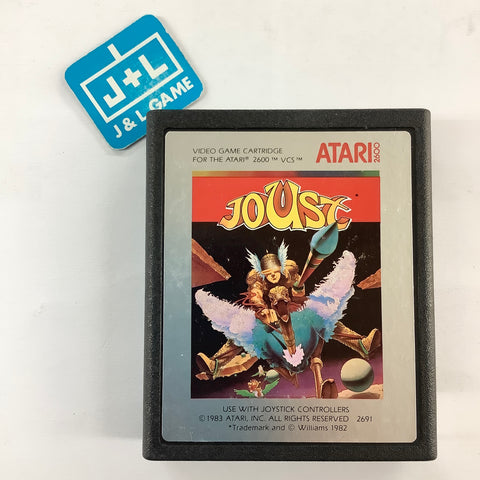 J+L
J & L GAME
VIDEO GAME CARTRIDGE
FOR THE ATARI® 2600™ VCS™
ATARI 2600
JOUST*
USE WITH JOYSTICK CONTROLLERS
©1983 ATARI, INC. ALL RIGHTS RESERVED 2691
*Trademark and © Williams 1982